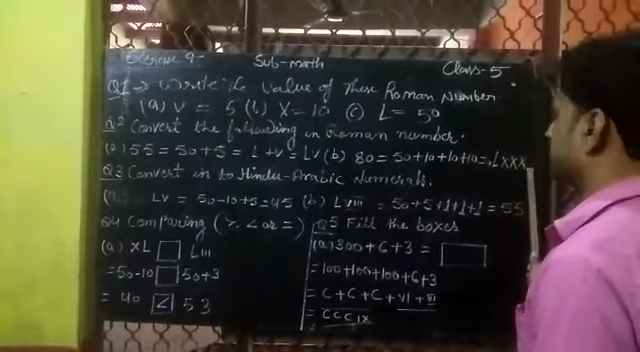 Exercise 9- Sub-math Class-5
Q1 → Write the value of these Roman Number.
(a) V = 5 (b) X = 10 (c) L = 50
Q2 Convert the following in roman number.
(a) 55 = 50+5 = L+V = LV (b) 80 = 50+10+10+10 = LXXX
Q3 Convert in to Hindu-Arabic Numerals.
LV = 50-10+5=45 (b) LVIII = 50+5+1+1+1 = 55
Q4 Comparing (>, < or =)
(a) XL □ LIII
= 50-10 □ 50+3
= 40 < 53
Q5 Fill the boxes
(a) 300+6+3 = □
= 100+100+100+6+3
= C+C+C+VI+III
= CCCIX